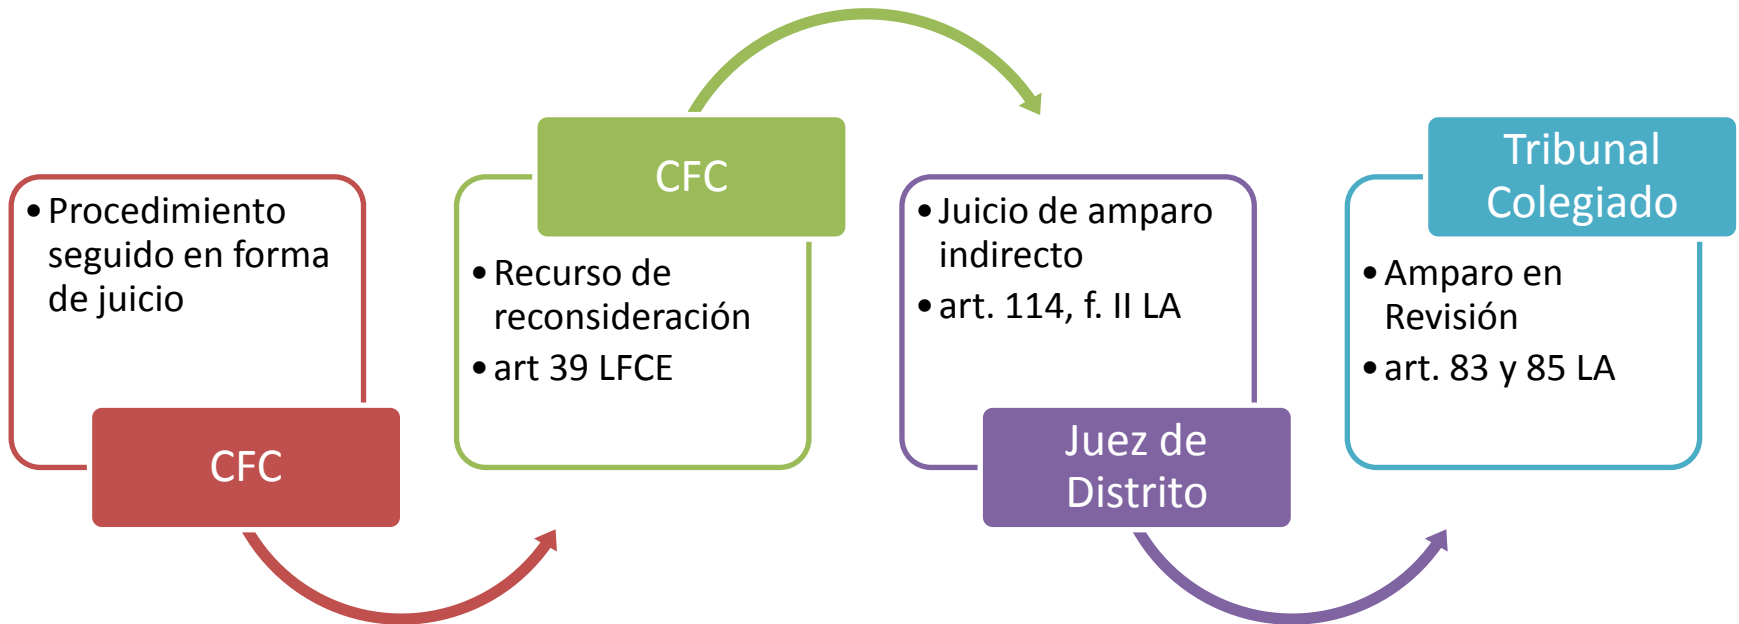 • Procedimiento
seguido en forma
de juicio
CFC
CFC
• Recurso de
reconsideración
• art 39 LFCE
• Juicio de amparo
indirecto
• art. 114, f. II LA
Juez de
Distrito
Tribunal
Colegiado
• Amparo en
Revisión
• art. 83 y 85 LA